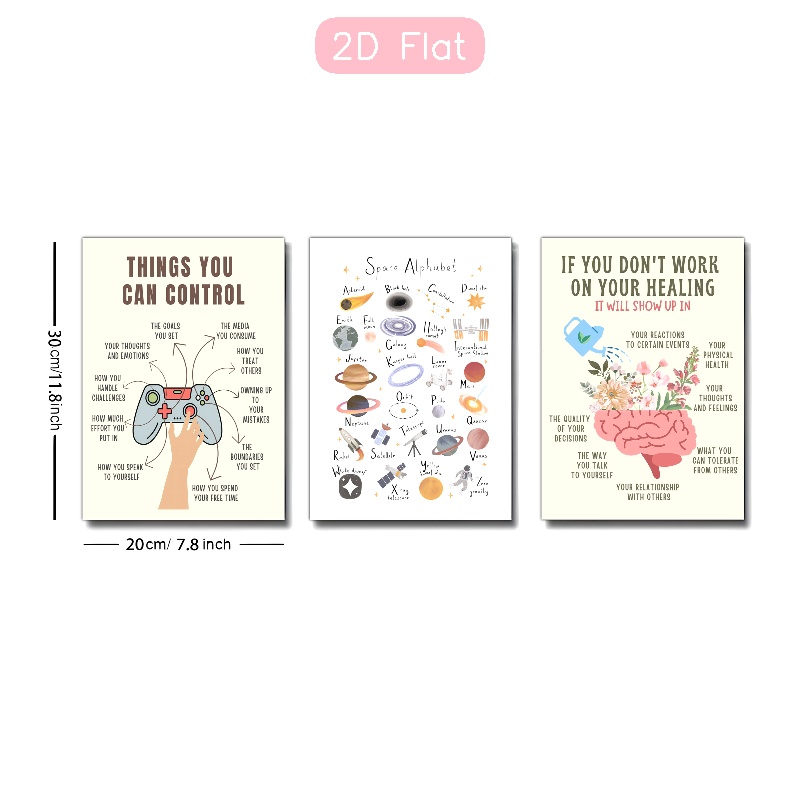 2D Flat
THINGS YOU
CAN CONTROL
THE GOALS
YOU SET
THE MEDIA
YOU CONSUME
YOUR THOUGHTS
AND EMOTIONS
HOW YOU
TREAT
OTHERS
HOW YOU
HANDLE
CHALLENGES
OWNING UP
TO YOUR
MISTAKES
HOW MUCH
EFFORT YOU
PUT IN
THE
BOUNDARIES
YOU SET
HOW YOU SPEAK
TO YOURSELF
HOW YOU SPEND
YOUR FREE TIME
Space Alphabet
Asteroid
Black hole
Constellation
Earth
Full
moon
Galaxy
Halley's
comet
International
Space Station
Jupiter
Kuiper belt
Lunar
rover
Mars
Neptune
Orbit
Pluto
Quasar
Rocket
Satellite
Telescope
Uranus
Venus
White dwarf
X ray
telescope
Yellow
Zero
gravity
IF YOU DON'T WORK
ON YOUR HEALING
IT WILL SHOW UP IN
YOUR REACTIONS
TO CERTAIN EVENTS
YOUR
PHYSICAL
HEALTH
YOUR
THOUGHTS
AND FEELINGS
THE QUALITY
OF YOUR
DECISIONS
WHAT YOU
CAN TOLERATE
FROM OTHERS
THE WAY
YOU TALK
TO YOURSELF
YOUR RELATIONSHIP
WITH OTHERS
30cm/11.8inch
20cm/ 7.8 inch